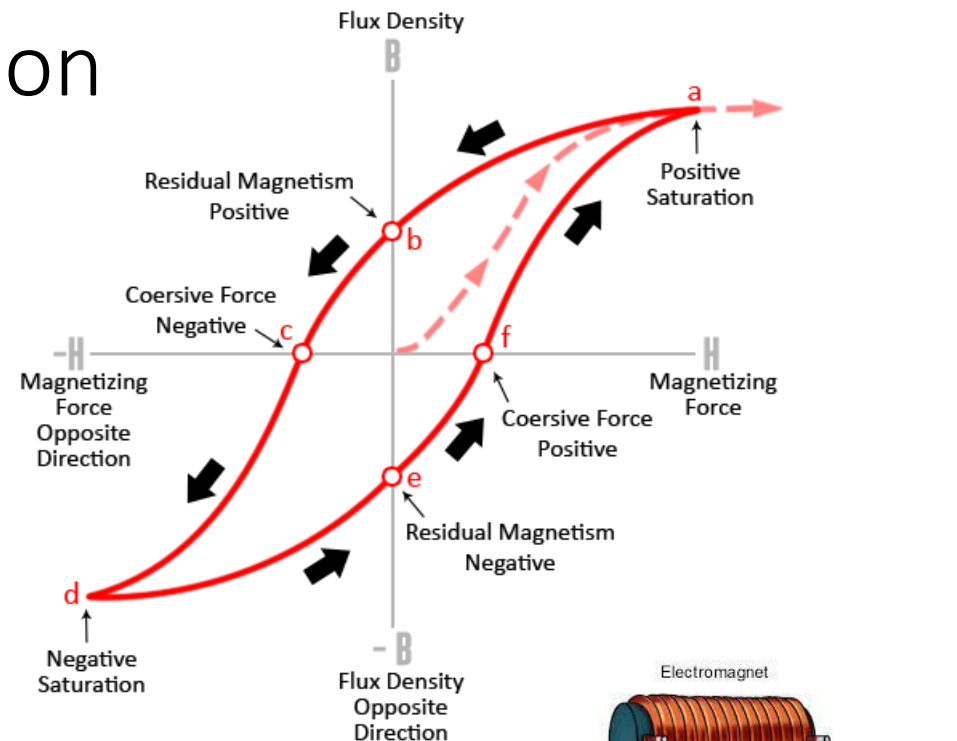 on
Flux Density
B
a
Positive
Saturation
Residual Magnetism
Positive
b
Coersive Force
Negative
c
f
-H
H
Magnetizing
Force
Opposite
Direction
Magnetizing
Force
Coersive Force
Positive
e
Residual Magnetism
Negative
d
Negative
Saturation
- B
Flux Density
Opposite
Direction
Electromagnet